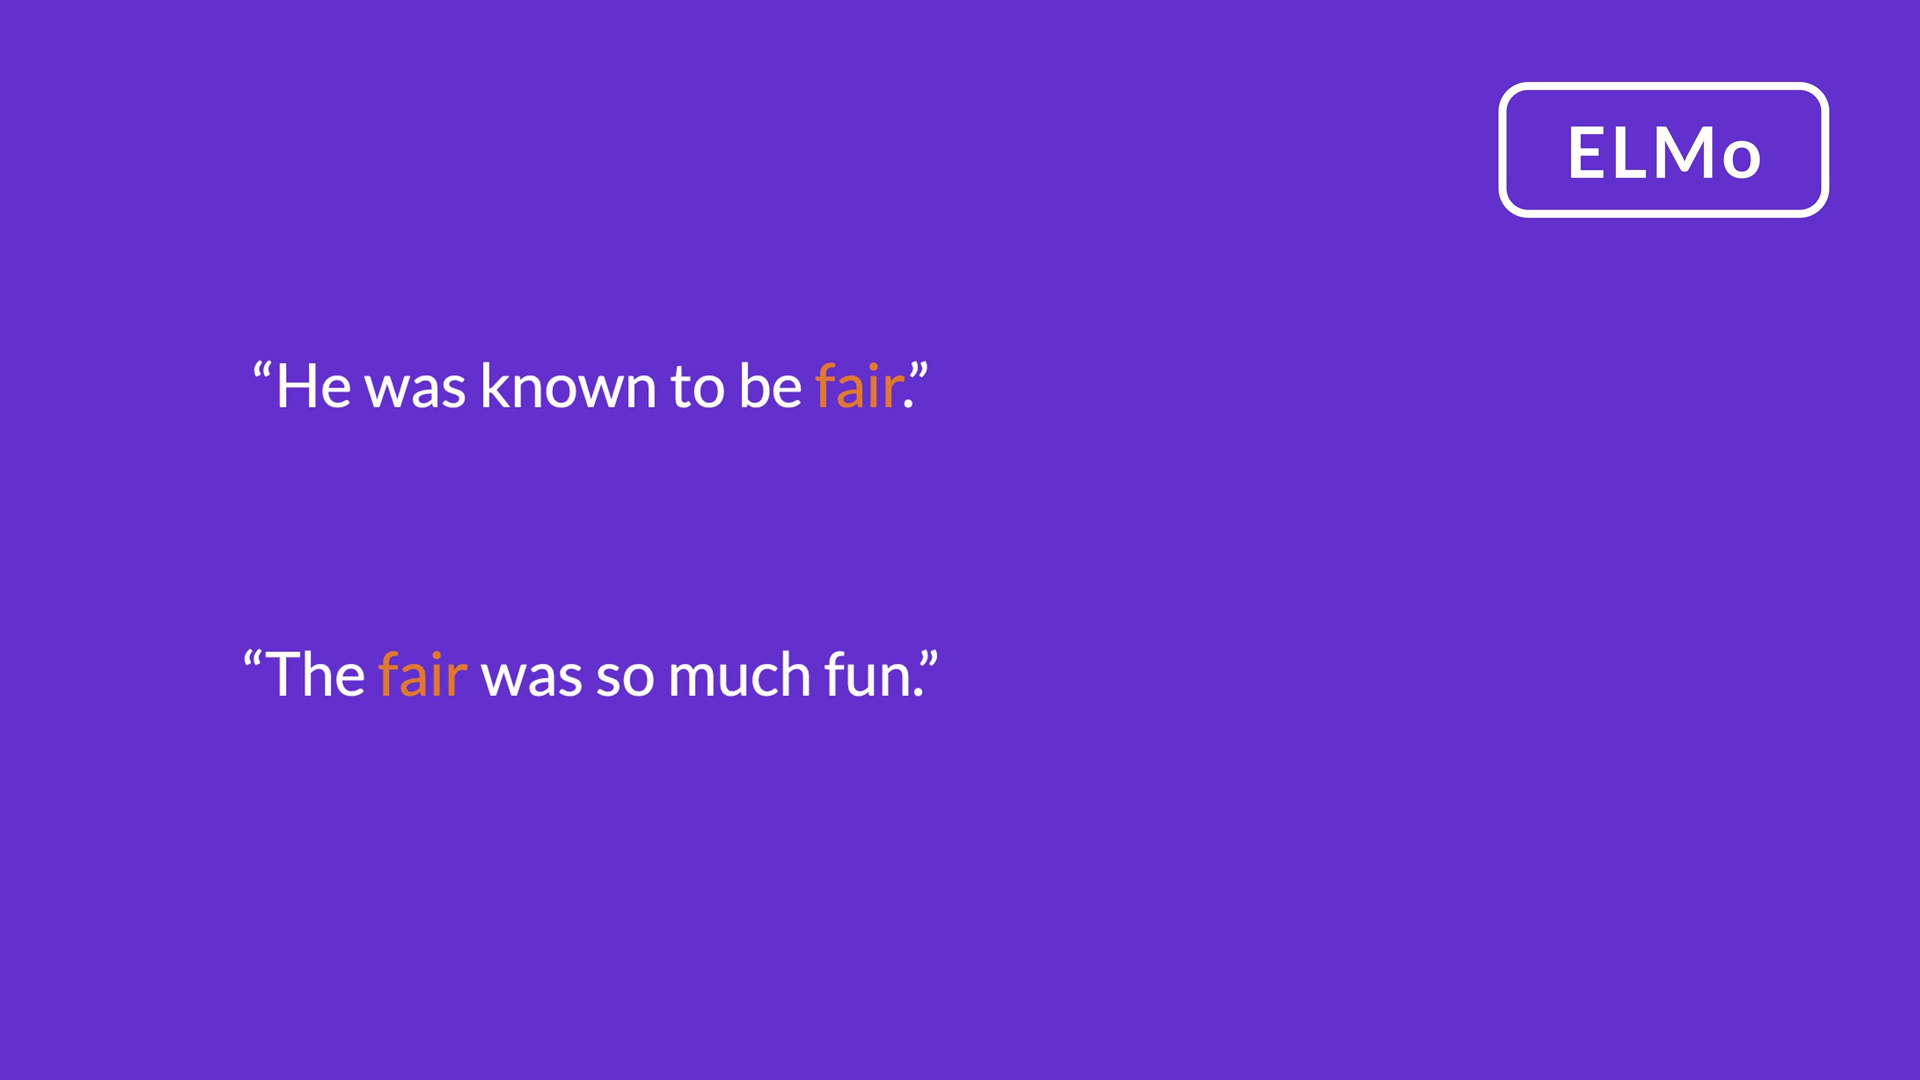 ELMo
“He was known to be fair.”
“The fair was so much fun.”